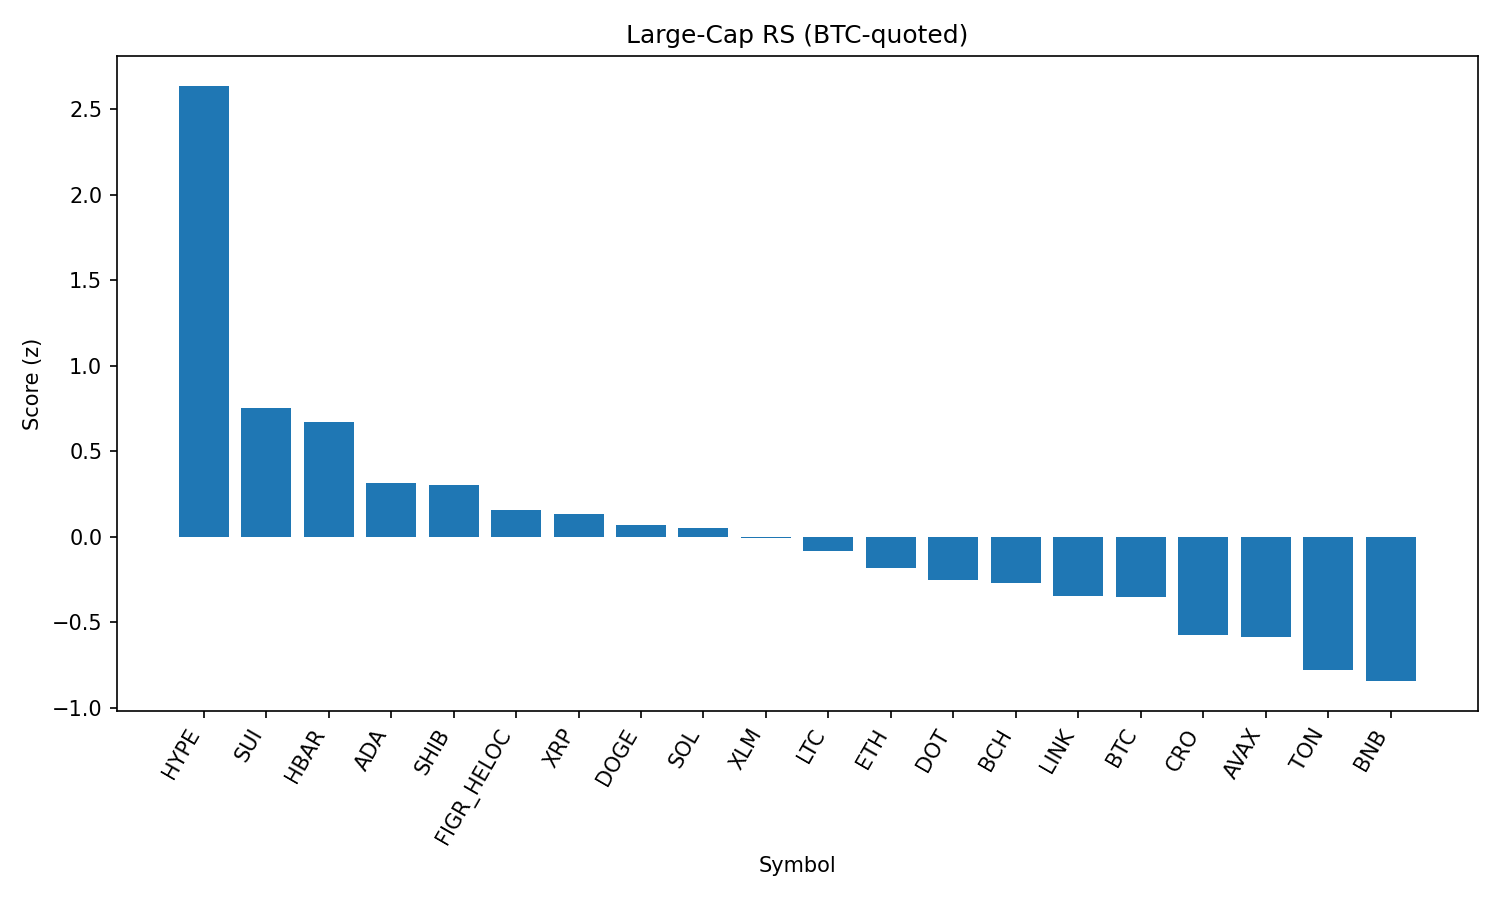 Large-Cap RS (BTC-quoted)
Score (z)
2.5
2.0
1.5
1.0
0.5
0.0
−0.5
−1.0
HYPE
SUI
HBAR
ADA
SHIB
FIGR_HELOC
XRP
DOGE
SOL
XLM
LTC
ETH
DOT
BCH
LINK
BTC
CRO
AVAX
TON
BNB
Symbol